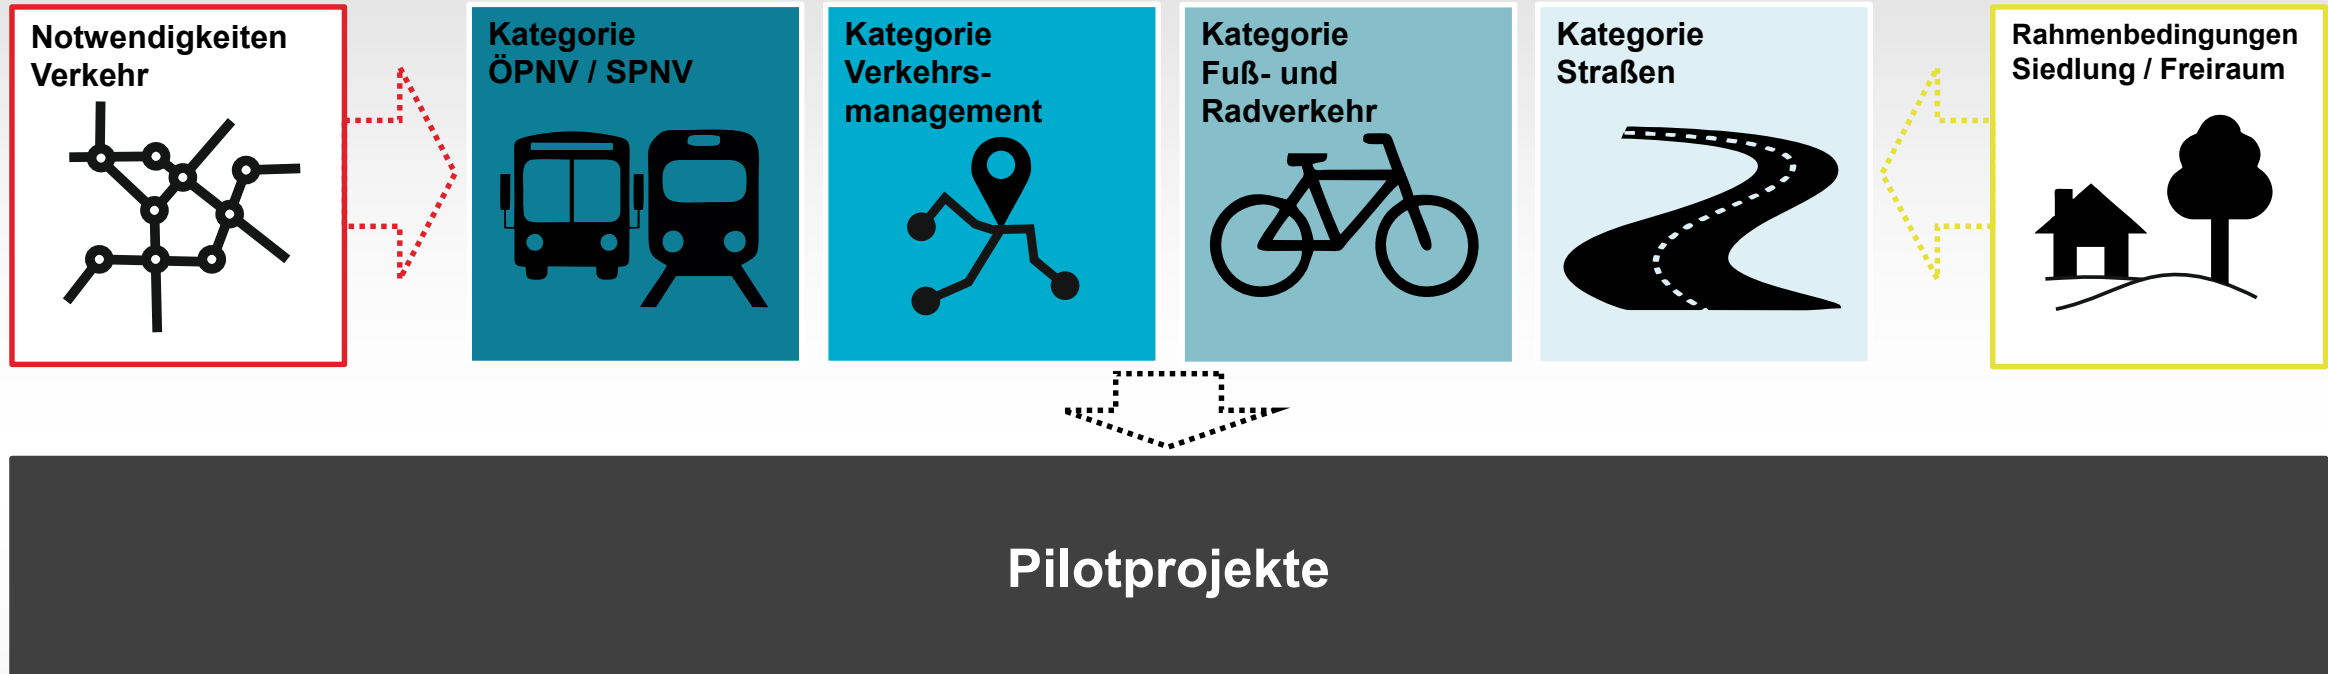 Notwendigkeiten
Verkehr
Kategorie
ÖPNV / SPNV
Kategorie
Verkehrs-
management
Kategorie
Fuß- und
Radverkehr
Kategorie
Straßen
Rahmenbedingungen
Siedlung / Freiraum
Pilotprojekte